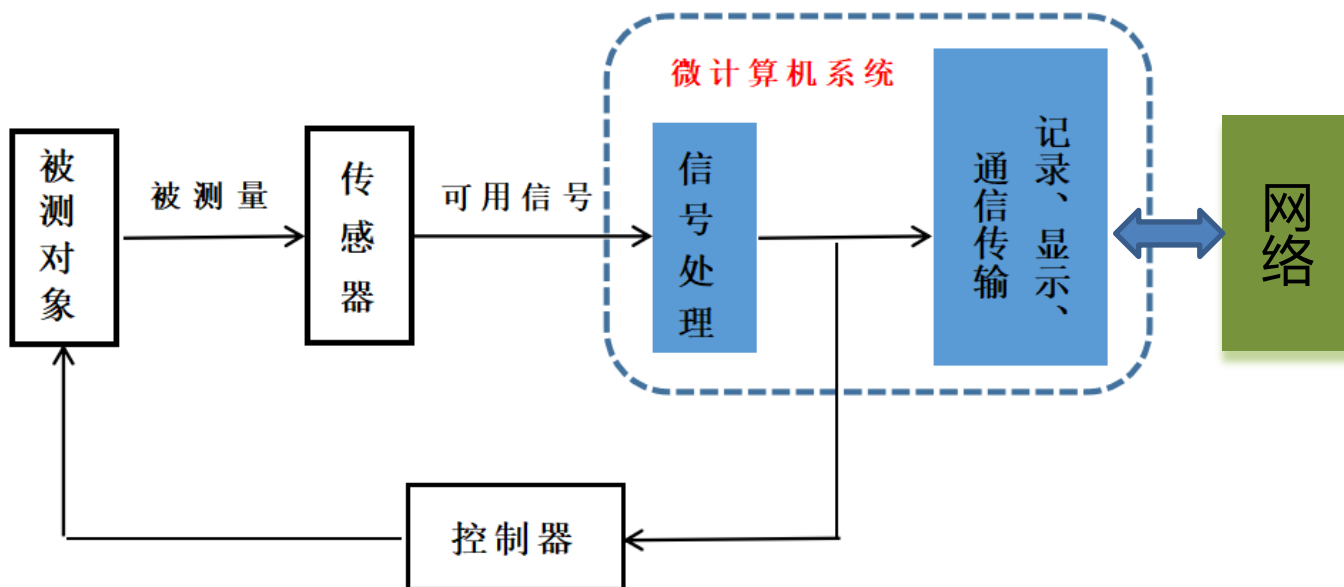 微计算机系统
被测对象
被测量
传感器
可用信号
信号处理
记录、显示、
通信传输
网络
控制器